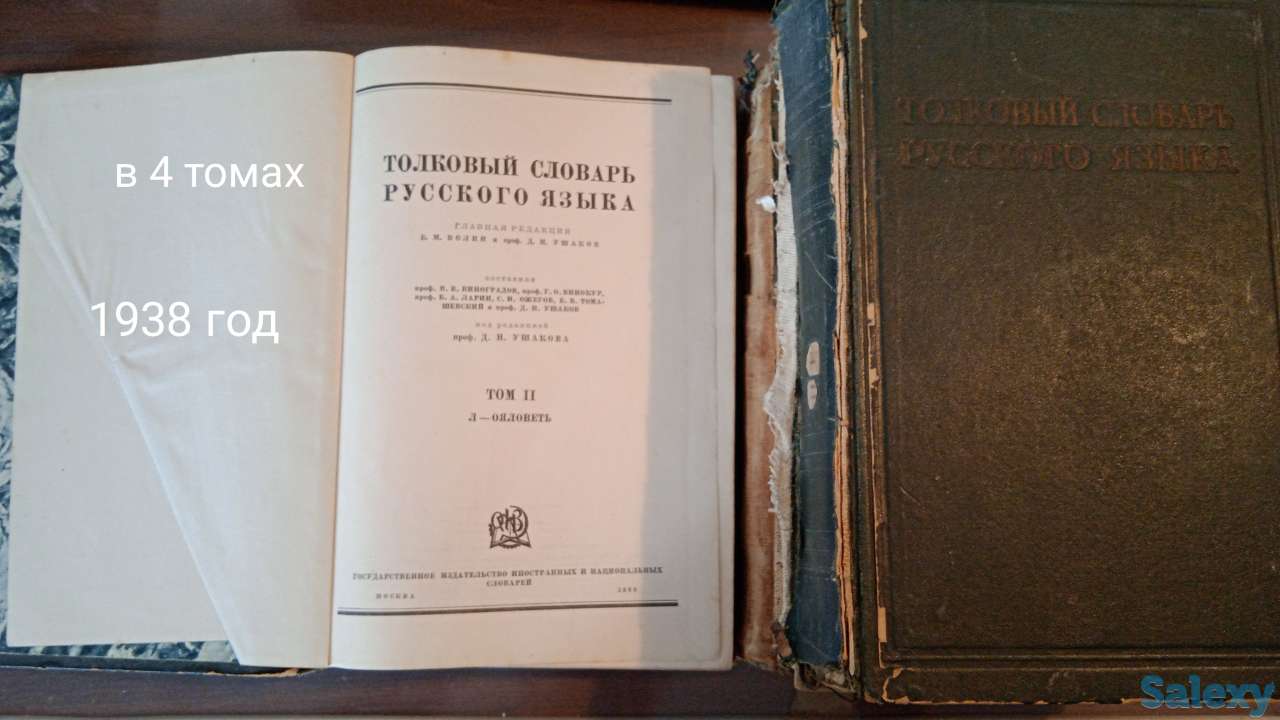 в 4 томах
1938 год
ТОЛКОВЫЙ СЛОВАРЬ
РУССКОГО ЯЗЫКА
ГЛАВНАЯ РЕДАКЦИЯ
Б. М. ВОЛИН и проф. Д. Н. УШАКОВ
составили
проф. В. В. ВИНОГРАДОВ, проф. Г. О. ВИНОКУР,
проф. Б. А. ЛАРИН, С. И. ОЖЕГОВ, Б. В. ТОМА-
ШЕВСКИЙ и проф. Д. Н. УШАКОВ
под редакцией
проф. Д. Н. УШАКОВА
ТОМ II
Л — ОЯЛОВЕТЬ
ГОСУДАРСТВЕННОЕ ИЗДАТЕЛЬСТВО ИНОСТРАННЫХ И НАЦИОНАЛЬНЫХ
СЛОВАРЕЙ
МОСКВА 1938
ТОЛКОВЫЙ СЛОВАРЬ
РУССКОГО ЯЗЫКА
Salexy